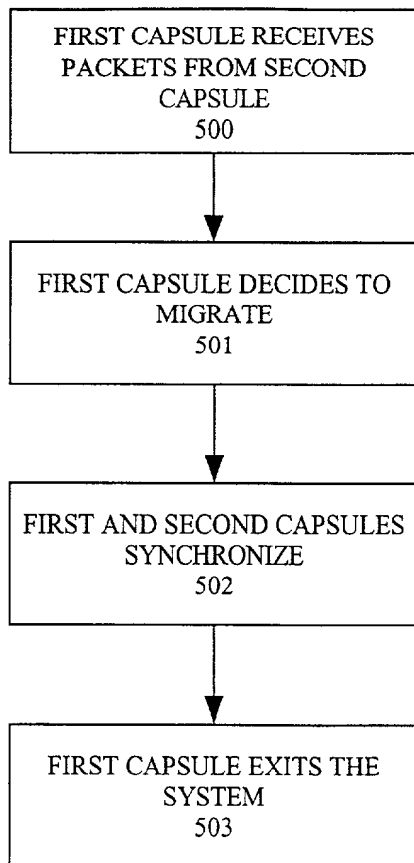 FIRST CAPSULE RECEIVES
PACKETS FROM SECOND
CAPSULE
500
FIRST CAPSULE DECIDES TO
MIGRATE
501
FIRST AND SECOND CAPSULES
SYNCHRONIZE
502
FIRST CAPSULE EXITS THE
SYSTEM
503